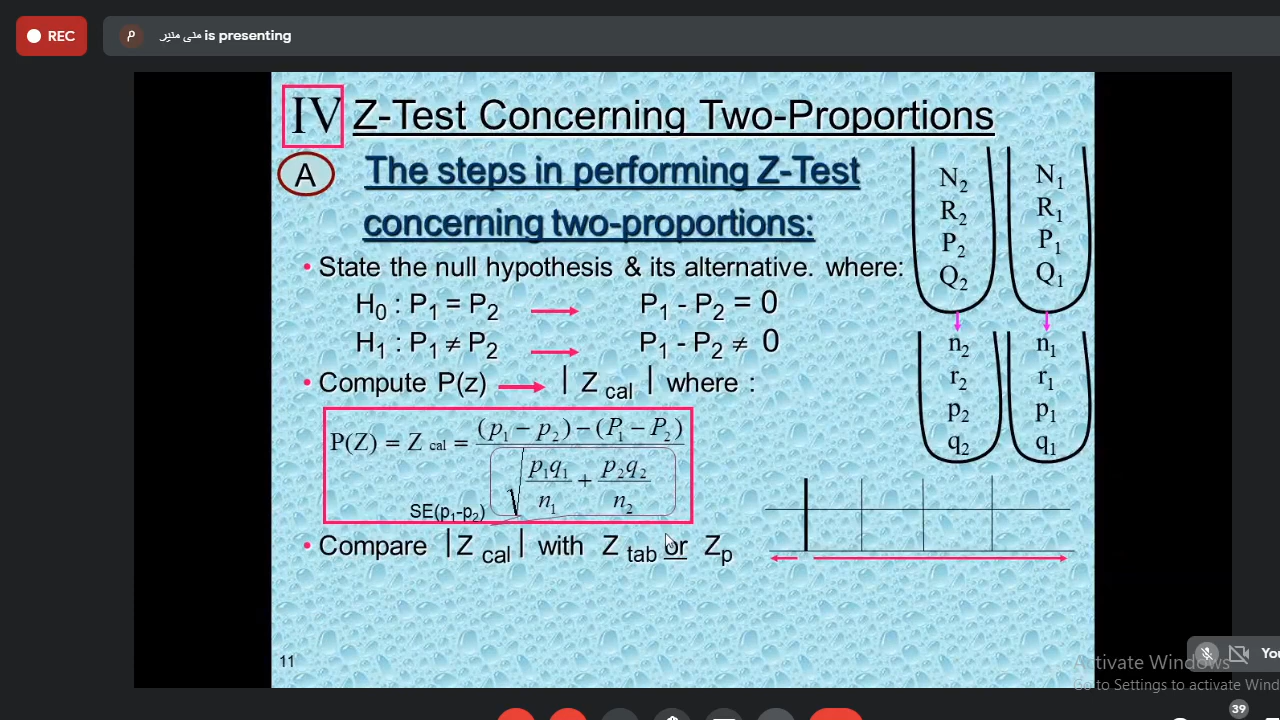 REC
منى منير is presenting
IV Z-Test Concerning Two-Proportions
A The steps in performing Z-Test
concerning two-proportions:
• State the null hypothesis & its alternative. where:
H₀ : P₁ = P₂ → P₁ - P₂ = 0
H₁ : P₁ ≠ P₂ → P₁ - P₂ ≠ 0
• Compute P(z) → | Z cal | where :
P(Z) = Z cal = ((p₁ − p₂) − (P₁ − P₂)) / √(p₁q₁/n₁ + p₂q₂/n₂)
SE(p₁-p₂)
• Compare |Z cal| with Z tab or Zₚ
N₂ N₁
R₂ R₁
P₂ P₁
Q₂ Q₁
n₂ n₁
r₂ r₁
p₂ p₁
q₂ q₁
11
You
Activate Windows
Go to Settings to activate Wind
39